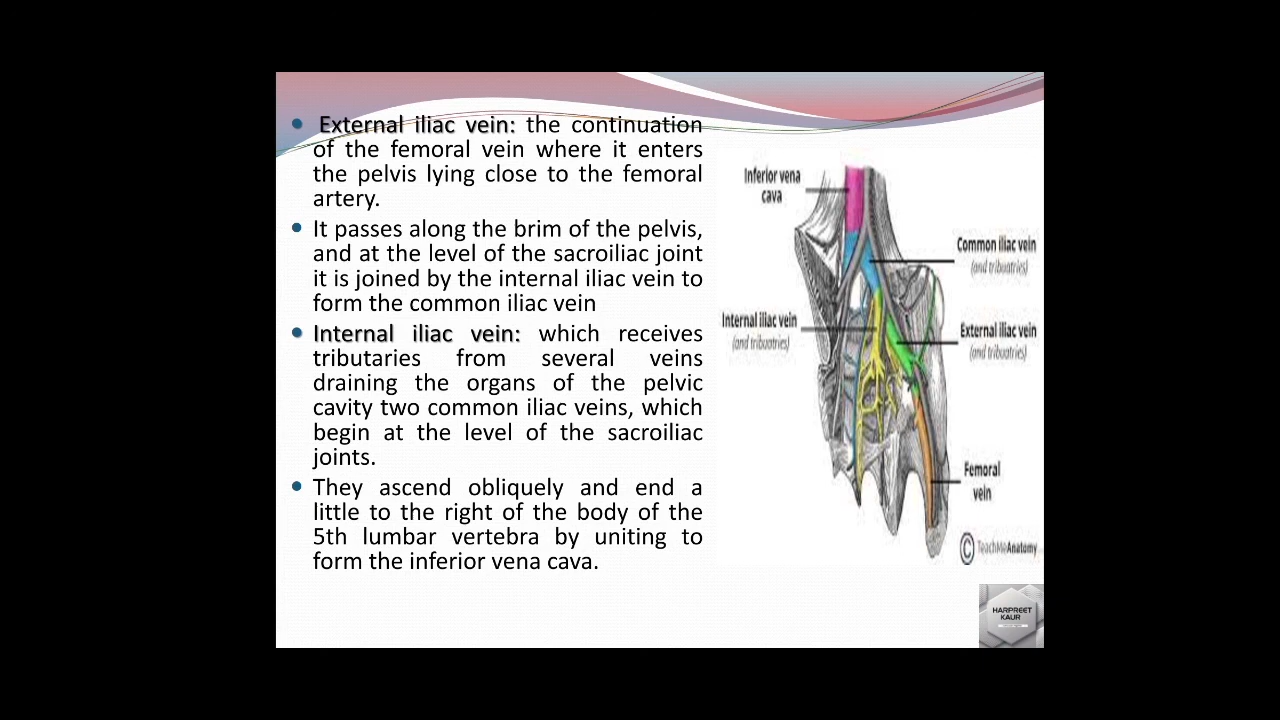 • External iliac vein: the continuation
of the femoral vein where it enters
the pelvis lying close to the femoral
artery.
• It passes along the brim of the pelvis,
and at the level of the sacroiliac joint
it is joined by the internal iliac vein to
form the common iliac vein
• Internal iliac vein: which receives
tributaries from several veins
draining the organs of the pelvic
cavity two common iliac veins, which
begin at the level of the sacroiliac
joints.
• They ascend obliquely and end a
little to the right of the body of the
5th lumbar vertebra by uniting to
form the inferior vena cava.
Inferior vena
cava
Common iliac vein
(and tribuatries)
Internal iliac vein
(and tribuatries)
External iliac vein
(and tribuatries)
Femoral
vein
© TeachMeAnatomy
HARPREET
KAUR